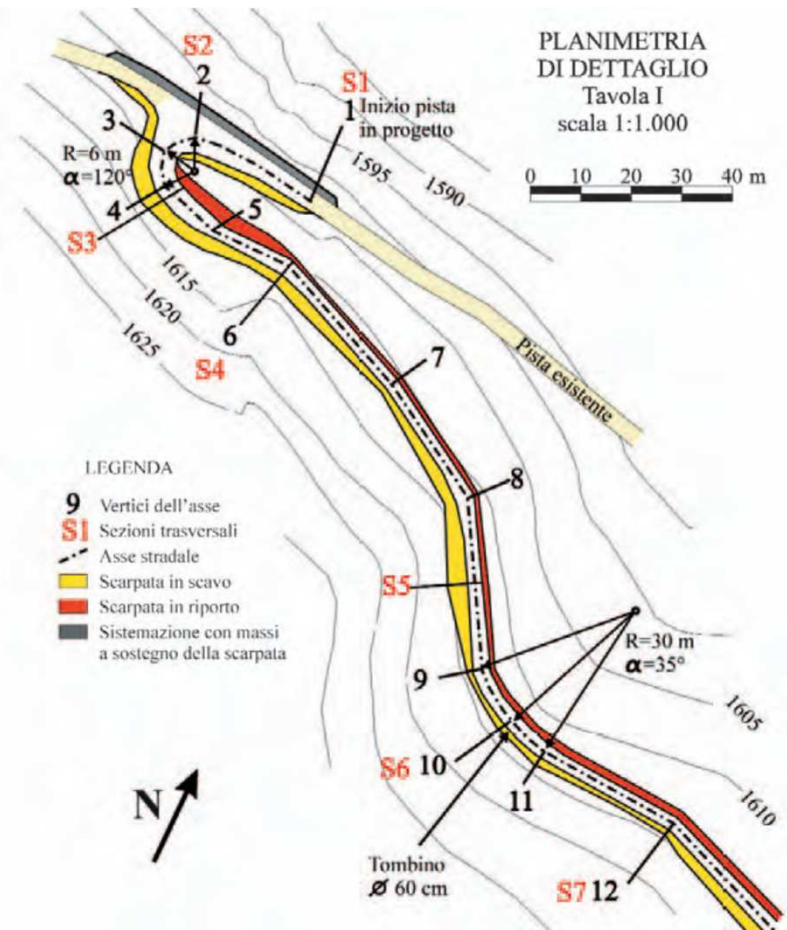 PLANIMETRIA
DI DETTAGLIO
Tavola I
scala 1:1.000
0 10 20 30 40 m
S2
2
S1
1 Inizio pista
in progetto
3
R=6 m
α=120°
4
S3
5
1595
1590
1615
1620
1625
6
S4
7
Pista esistente
8
LEGENDA
9 Vertici dell'asse
S1 Sezioni trasversali
Asse stradale
Scarpata in scavo
Scarpata in riporto
Sistemazione con massi
a sostegno della scarpata
S5
R=30 m
α=35°
9
1605
S6 10
11
1610
N
Tombino
Ø 60 cm
S7 12